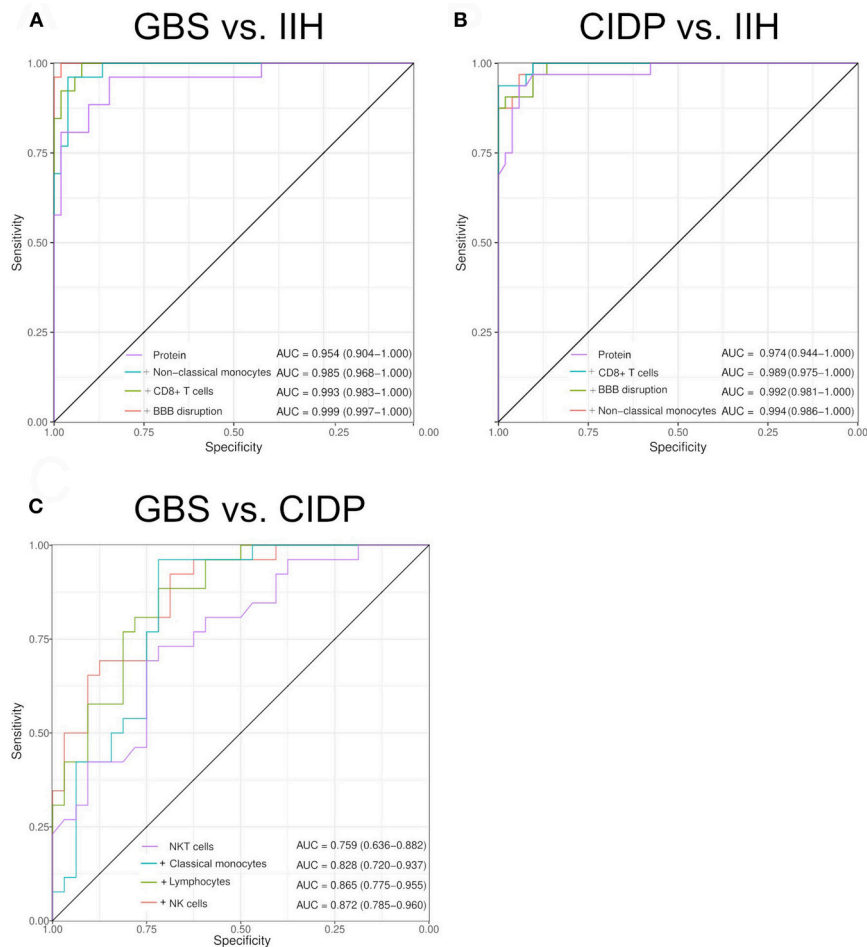 A
GBS vs. IIH
1.00
0.75
0.50
0.25
0.00
Sensitivity
Protein AUC = 0.954 (0.904−1.000)
+ Non-classical monocytes AUC = 0.985 (0.968−1.000)
+ CD8+ T cells AUC = 0.993 (0.983−1.000)
+ BBB disruption AUC = 0.999 (0.997−1.000)
1.00 0.75 0.50 0.25 0.00
Specificity
B
CIDP vs. IIH
1.00
0.75
0.50
0.25
0.00
Sensitivity
Protein AUC = 0.974 (0.944−1.000)
+ CD8+ T cells AUC = 0.989 (0.975−1.000)
+ BBB disruption AUC = 0.992 (0.981−1.000)
+ Non-classical monocytes AUC = 0.994 (0.986−1.000)
1.00 0.75 0.50 0.25 0.00
Specificity
C
C
GBS vs. CIDP
1.00
0.75
0.50
0.25
0.00
Sensitivity
NKT cells AUC = 0.759 (0.636−0.882)
+ Classical monocytes AUC = 0.828 (0.720−0.937)
+ Lymphocytes AUC = 0.865 (0.775−0.955)
+ NK cells AUC = 0.872 (0.785−0.960)
1.00 0.75 0.50 0.25 0.00
Specificity